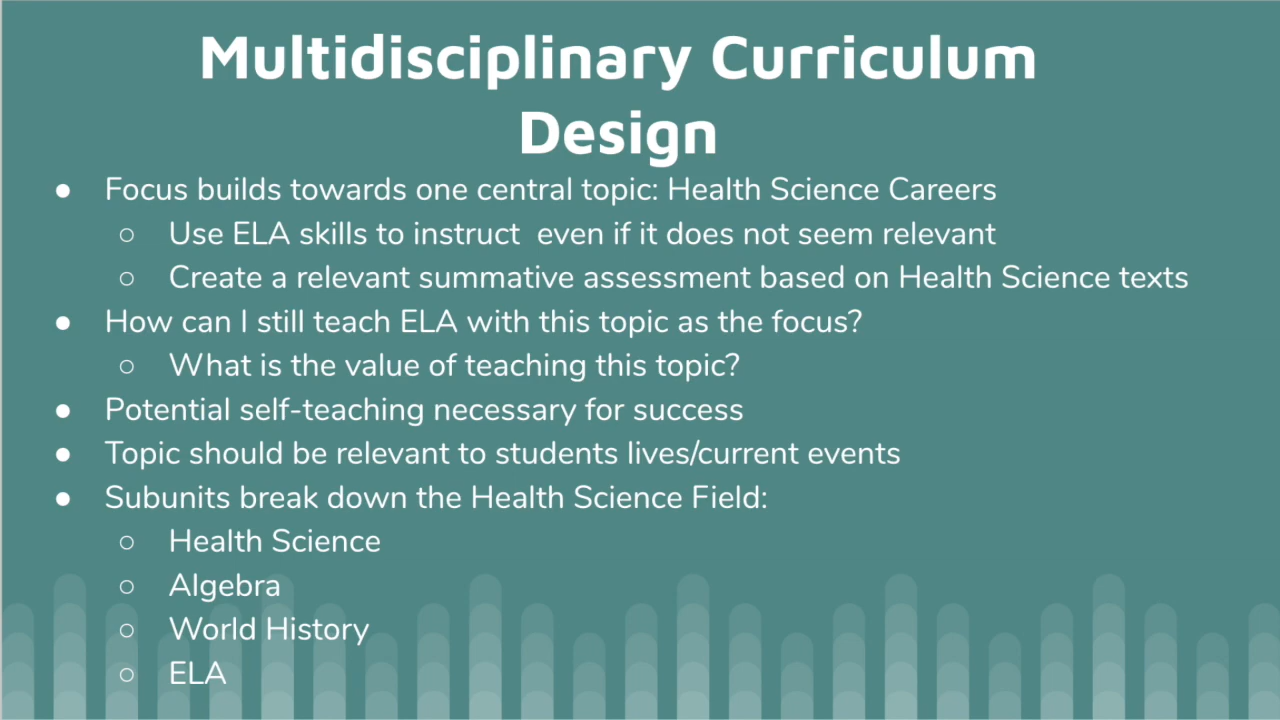 Multidisciplinary Curriculum
Design
● Focus builds towards one central topic: Health Science Careers
○ Use ELA skills to instruct  even if it does not seem relevant
○ Create a relevant summative assessment based on Health Science texts
● How can I still teach ELA with this topic as the focus?
○ What is the value of teaching this topic?
● Potential self-teaching necessary for success
● Topic should be relevant to students lives/current events
● Subunits break down the Health Science Field:
○ Health Science
○ Algebra
○ World History
○ ELA